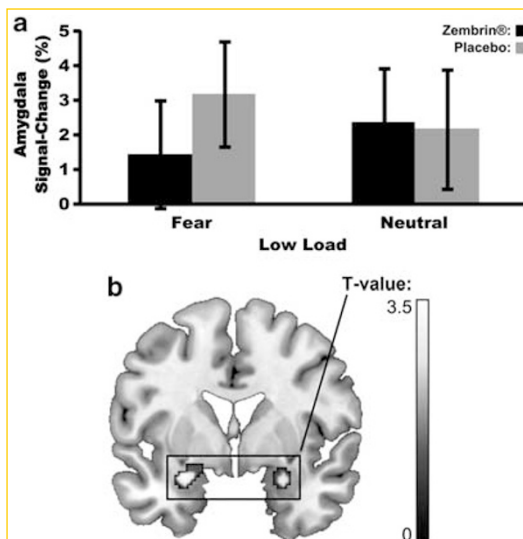 a
Zembrin®:
Placebo:
Amygdala
Signal-Change (%)
5
4
3
2
1
0
Fear Neutral
Low Load
b
T-value:
3.5
0